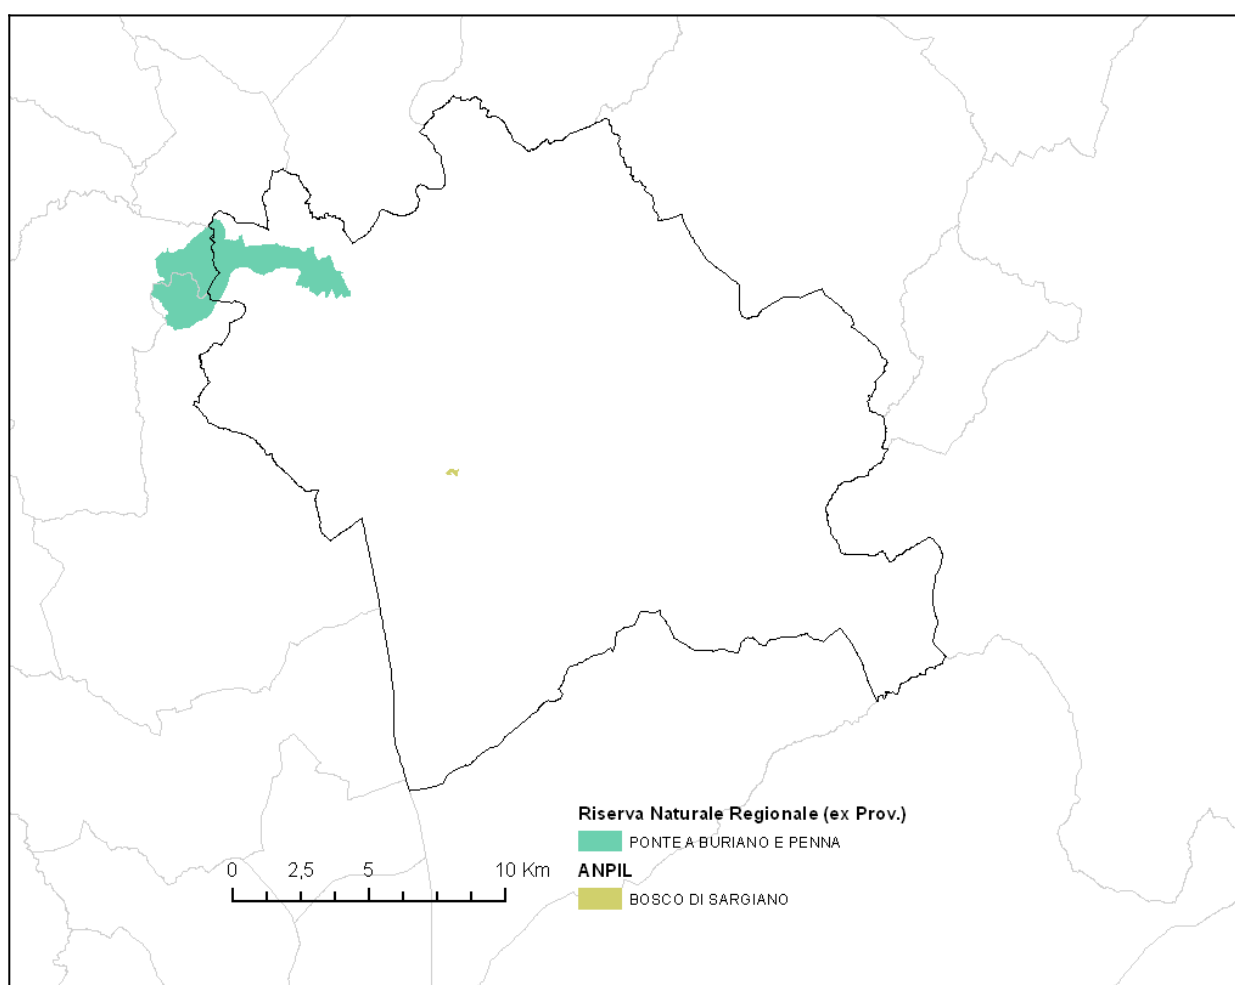 Riserva Naturale Regionale (ex Prov.)
PONTE A BURIANO E PENNA
ANPIL
BOSCO DI SARGIANO
0 2,5 5 10 Km